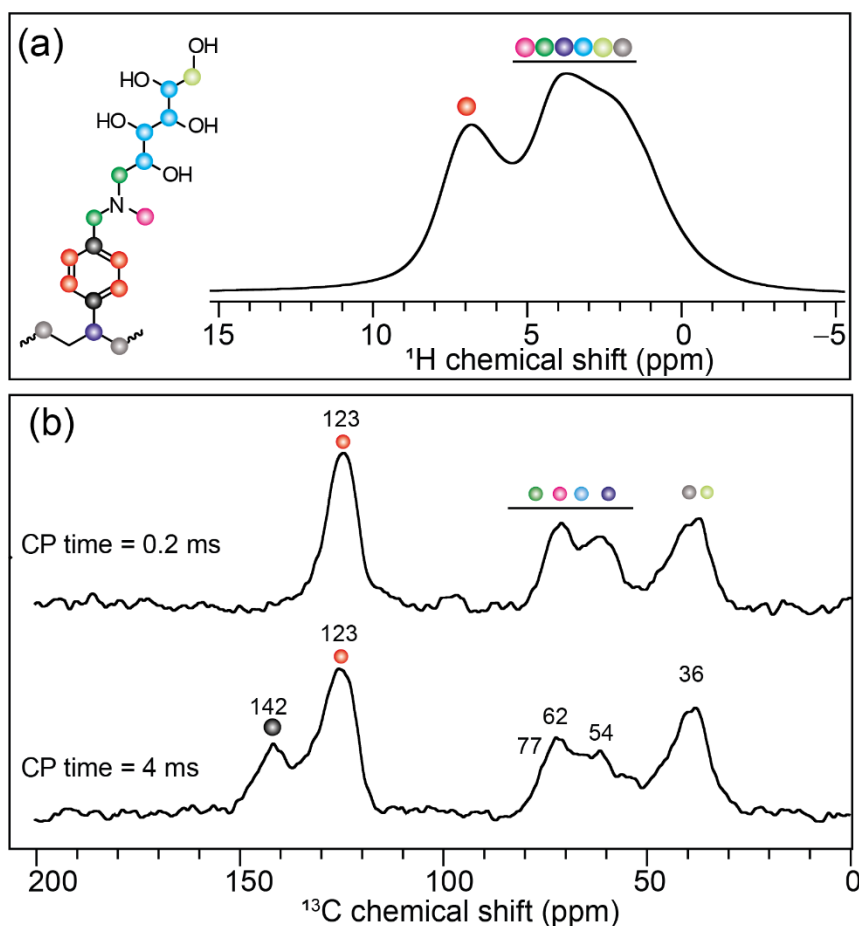 (a)
OH
HO
HO
OH
OH
N
15
10
5
0
−5
¹H chemical shift (ppm)
(b)
123
CP time = 0.2 ms
123
142
62
77
54
36
CP time = 4 ms
200
150
100
50
0
¹³C chemical shift (ppm)